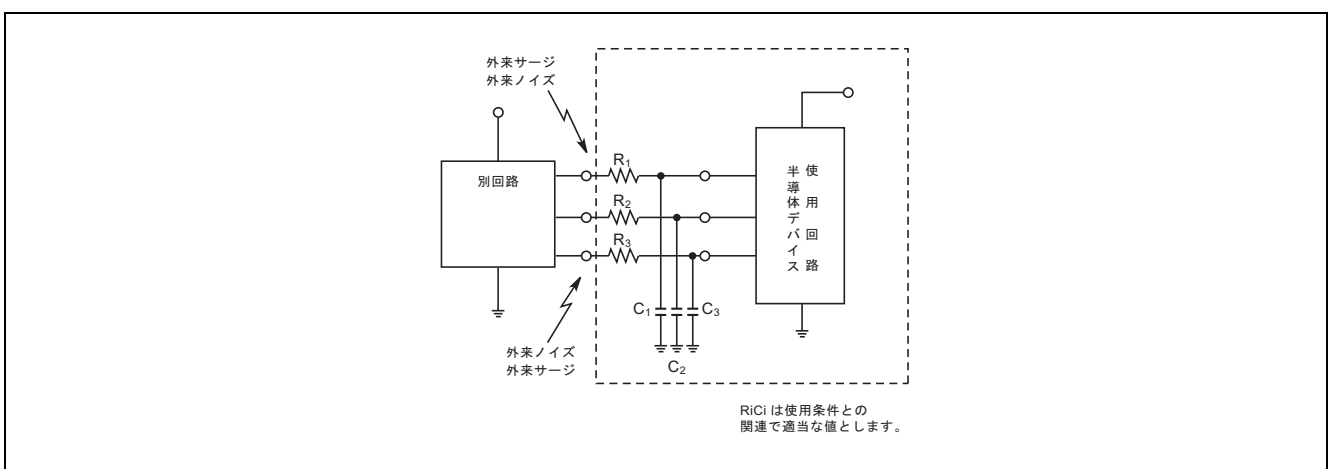 外来サージ
外来ノイズ
別回路
R1
R2
R3
C1
C2
C3
半導体デバイス
使用回路
外来ノイズ
外来サージ
RiCi は使用条件との
関連で適当な値とします。